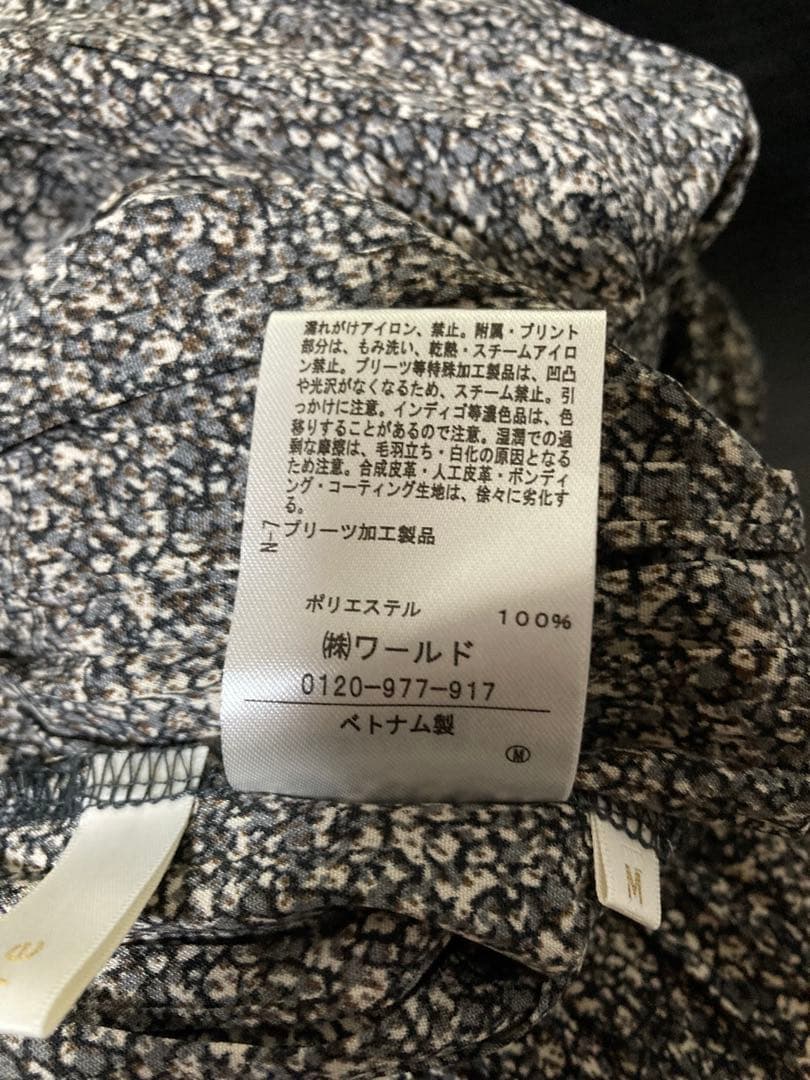 濡れがけアイロン、禁止。附属・プリント
部分は、もみ洗い、乾熱・スチームアイロ
ン禁止。プリーツ等特殊加工製品は、凹凸
や光沢がなくなるため、スチーム禁止。引
っかけに注意。インディゴ等濃色品は、色
移りすることがあるので注意。湿潤での過
剰な摩擦は、毛羽立ち・白化の原因となる
ため注意。合成皮革・人工皮革・ボンディ
ング・コーティング生地は、徐々に劣化す
る。
N-7
プリーツ加工製品
ポリエステル 100%
㈱ワールド
0120-977-917
ベトナム製
Ⓜ
M